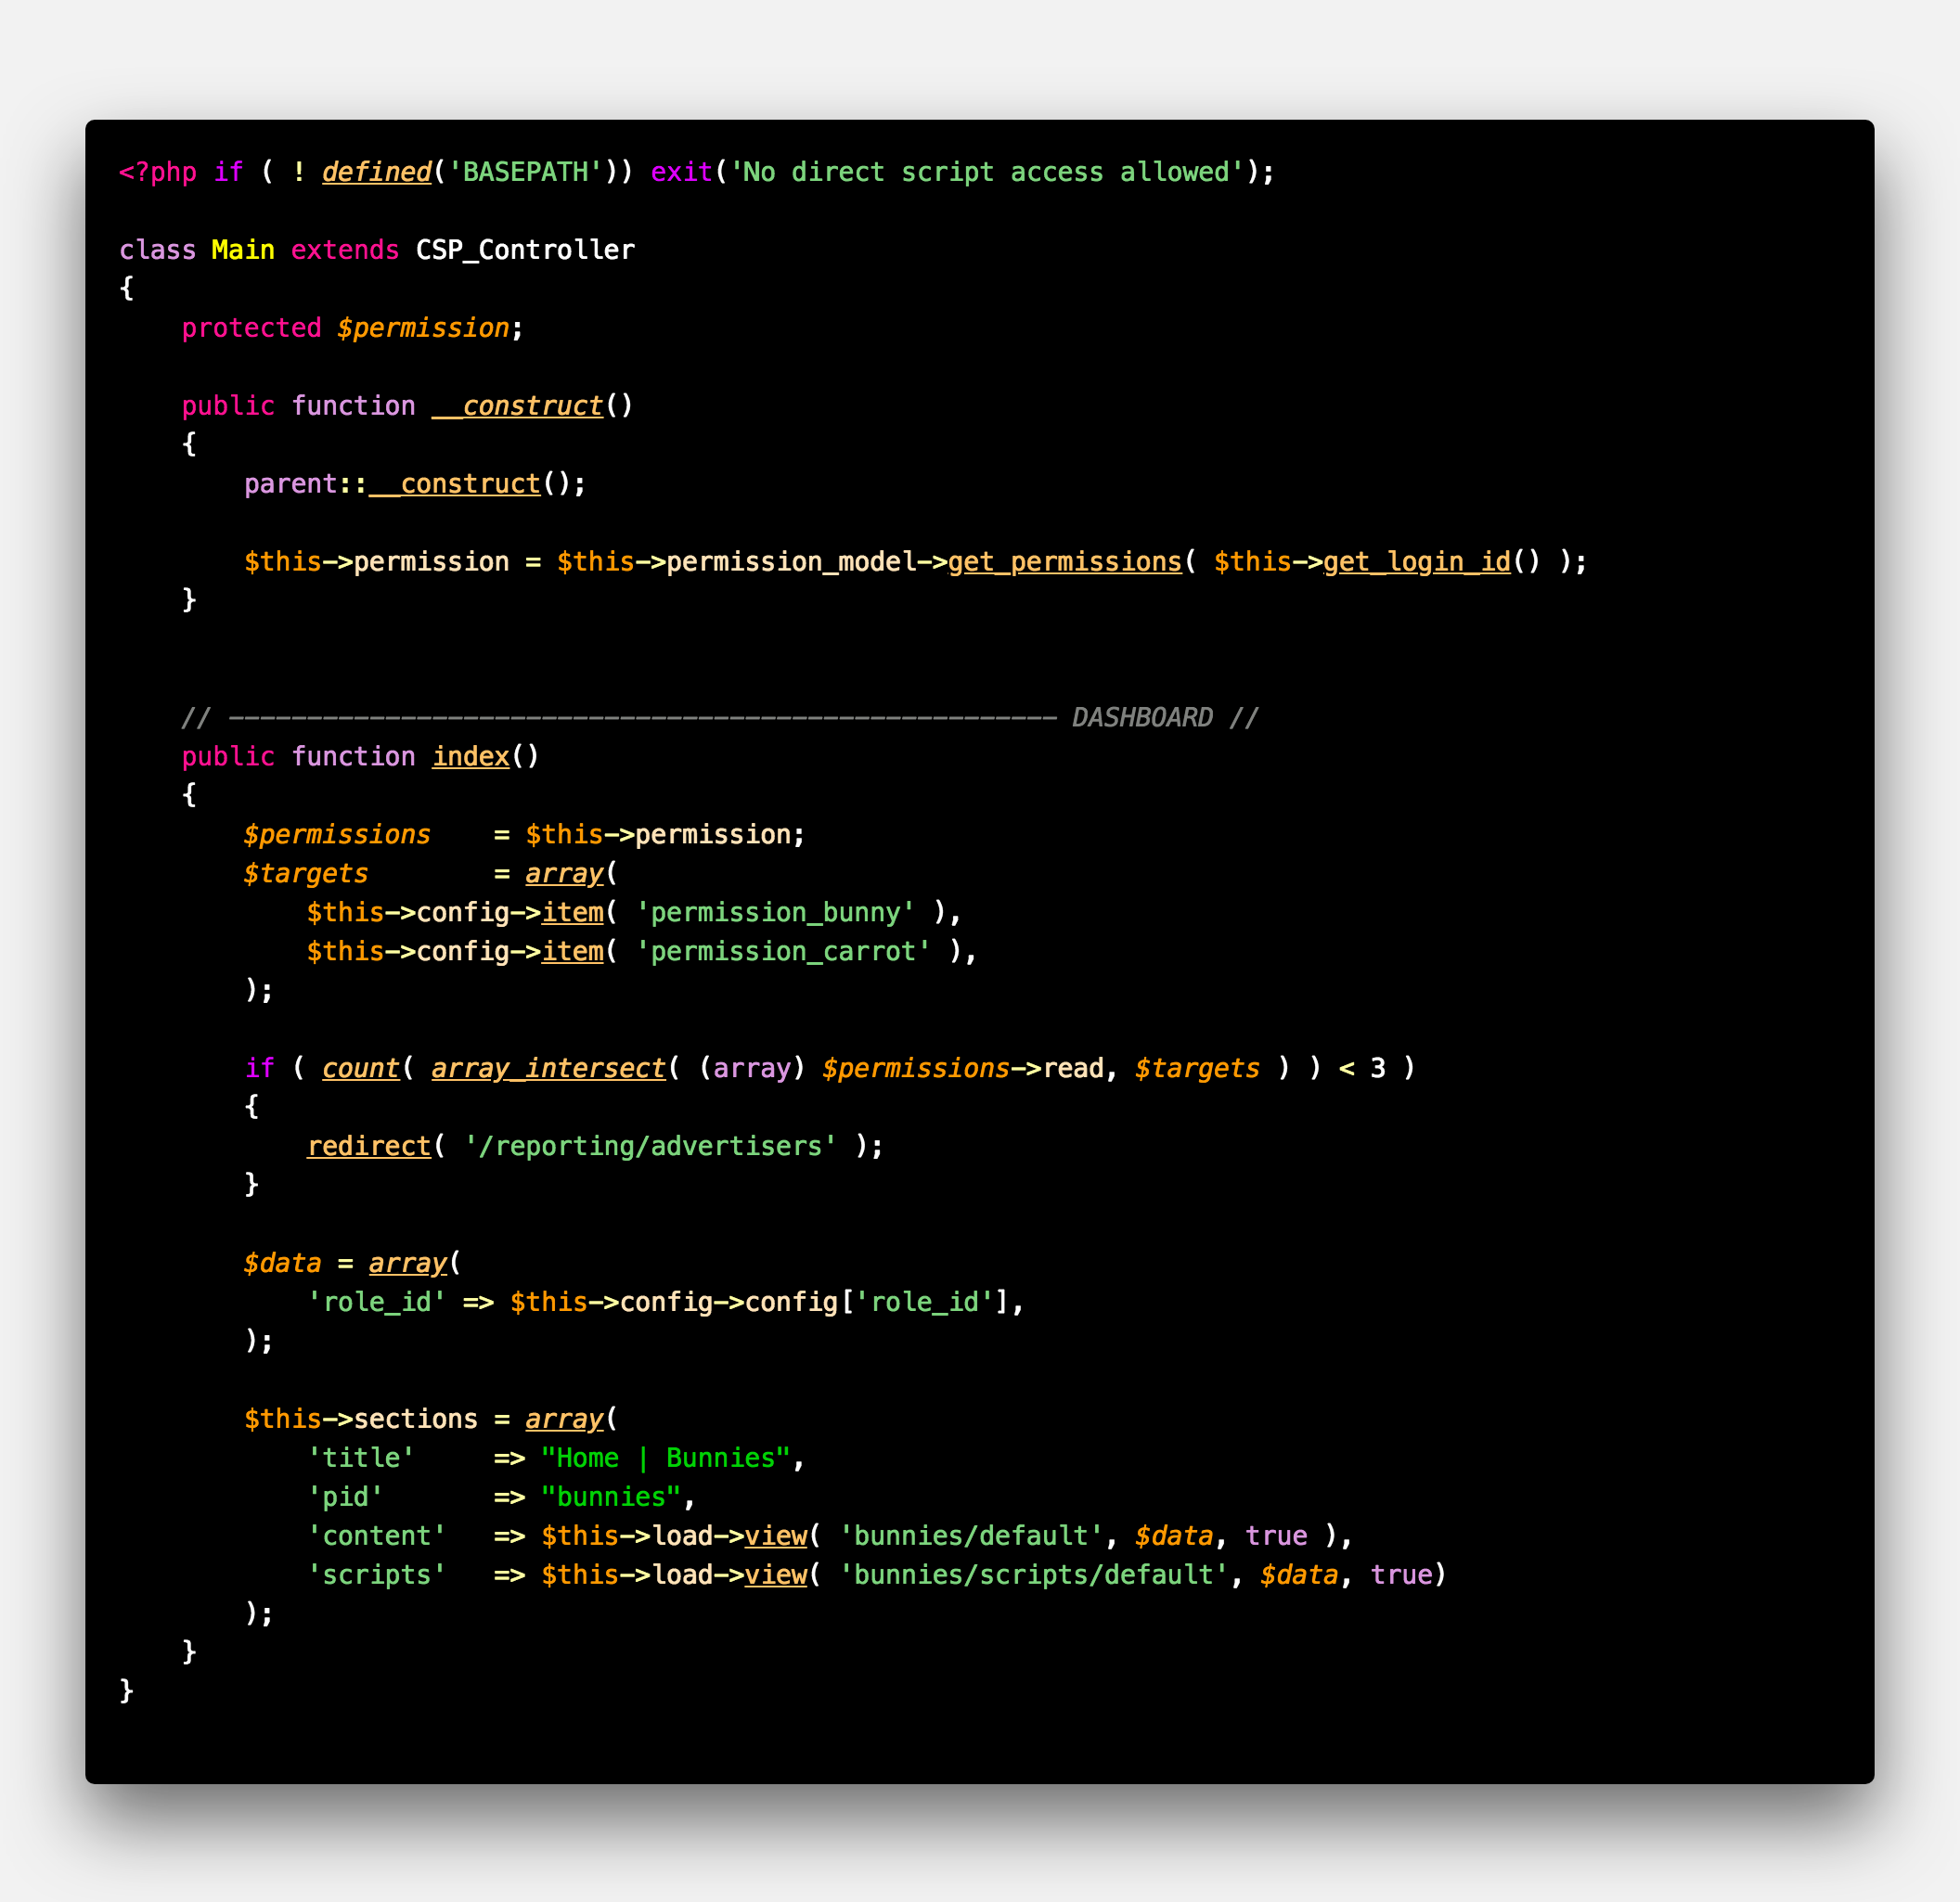 <?php if ( ! defined('BASEPATH')) exit('No direct script access allowed');

class Main extends CSP_Controller
{
    protected $permission;

    public function __construct()
    {
        parent::__construct();

        $this->permission = $this->permission_model->get_permissions( $this->get_login_id() );
    }


    // ----------------------------------------------------- DASHBOARD //
    public function index()
    {
        $permissions    = $this->permission;
        $targets        = array(
            $this->config->item( 'permission_bunny' ),
            $this->config->item( 'permission_carrot' ),
        );

        if ( count( array_intersect( (array) $permissions->read, $targets ) ) < 3 )
        {
            redirect( '/reporting/advertisers' );
        }

        $data = array(
            'role_id' => $this->config->config['role_id'],
        );

        $this->sections = array(
            'title'     => "Home | Bunnies",
            'pid'       => "bunnies",
            'content'   => $this->load->view( 'bunnies/default', $data, true ),
            'scripts'   => $this->load->view( 'bunnies/scripts/default', $data, true)
        );
    }
}